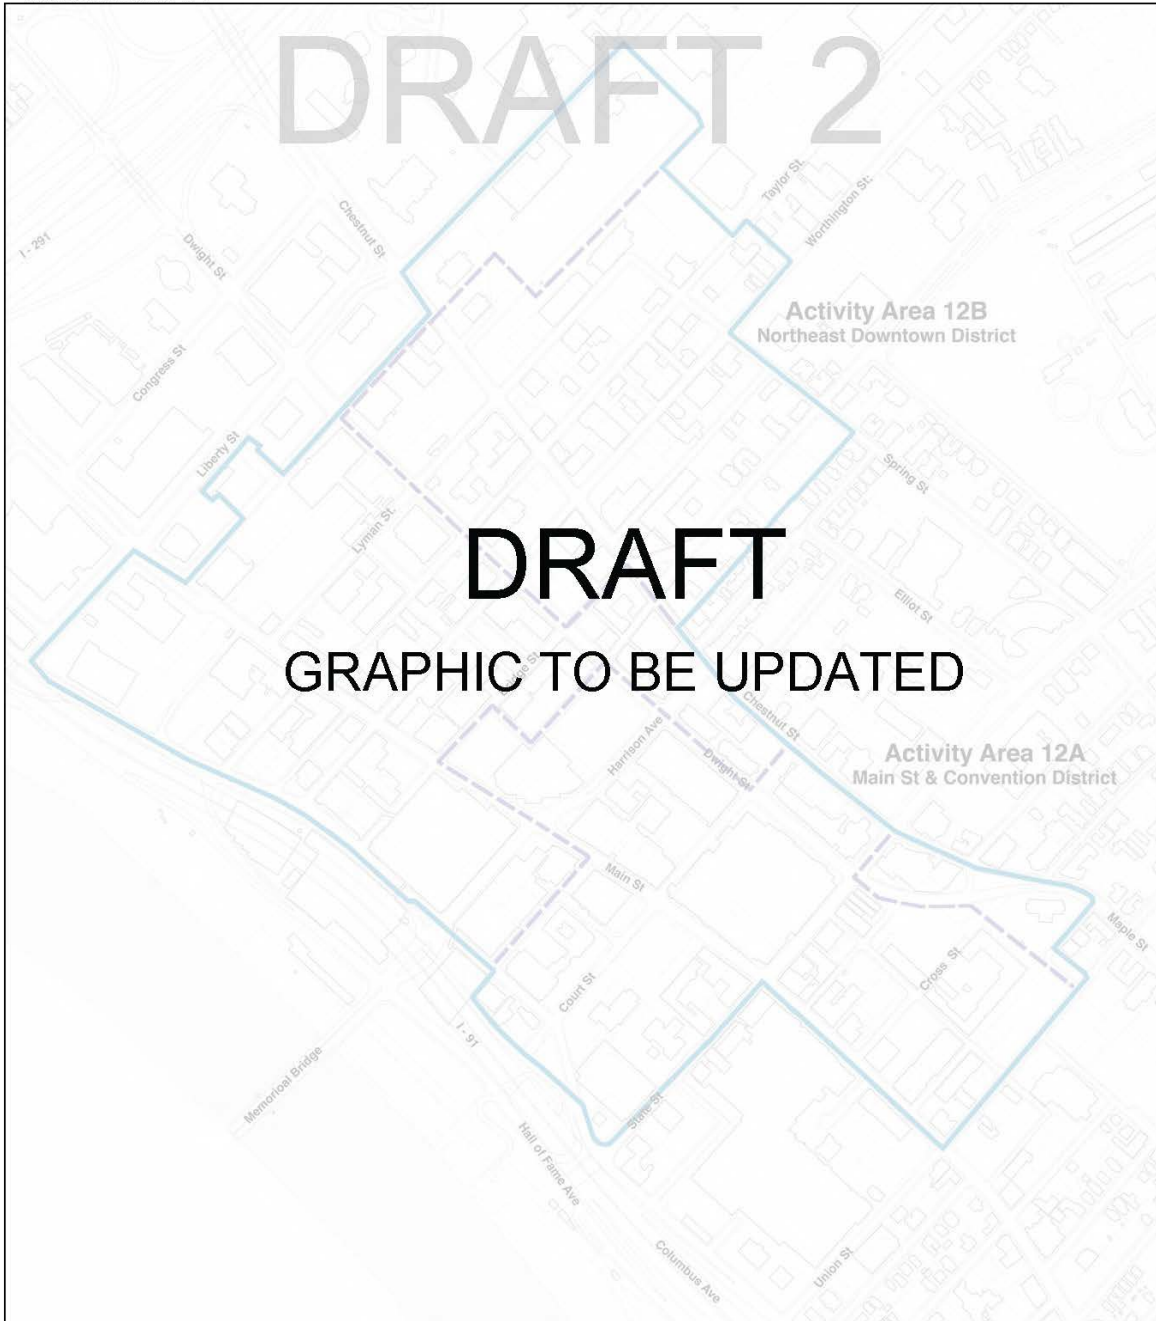 DRAFT 2
Taylor St.
Worthington St.
Chestnut St
Dwight St
I - 291
Activity Area 12B
Northeast Downtown District
Congress St
Liberty St
Spring St
Lyman St.
DRAFT
Elliot St
GRAPHIC TO BE UPDATED
Chestnut St
Harrison Ave
Dwight St
Activity Area 12A
Main St & Convention District
Main St
Maple St
Cross St
Court St
I - 91
Memorioal Bridge
State St
Hall of Fame Ave
Columbus Ave
Union St